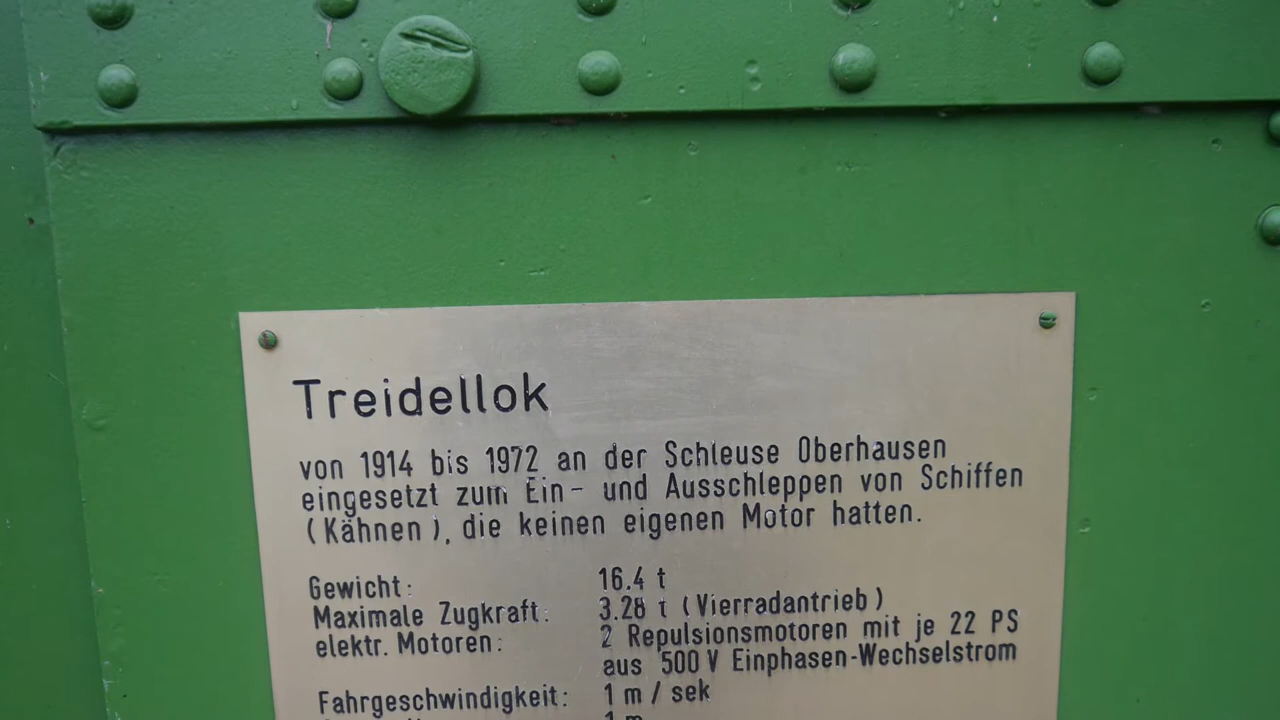 Treidellok
von 1914 bis 1972 an der Schleuse Oberhausen
eingesetzt zum Ein- und Ausschleppen von Schiffen
(Kähnen), die keinen eigenen Motor hatten.
Gewicht: 16.4 t
Maximale Zugkraft: 3.28 t (Vierradantrieb)
elektr. Motoren: 2 Repulsionsmotoren mit je 22 PS
aus 500 V Einphasen-Wechselstrom
Fahrgeschwindigkeit: 1 m / sek
1 m